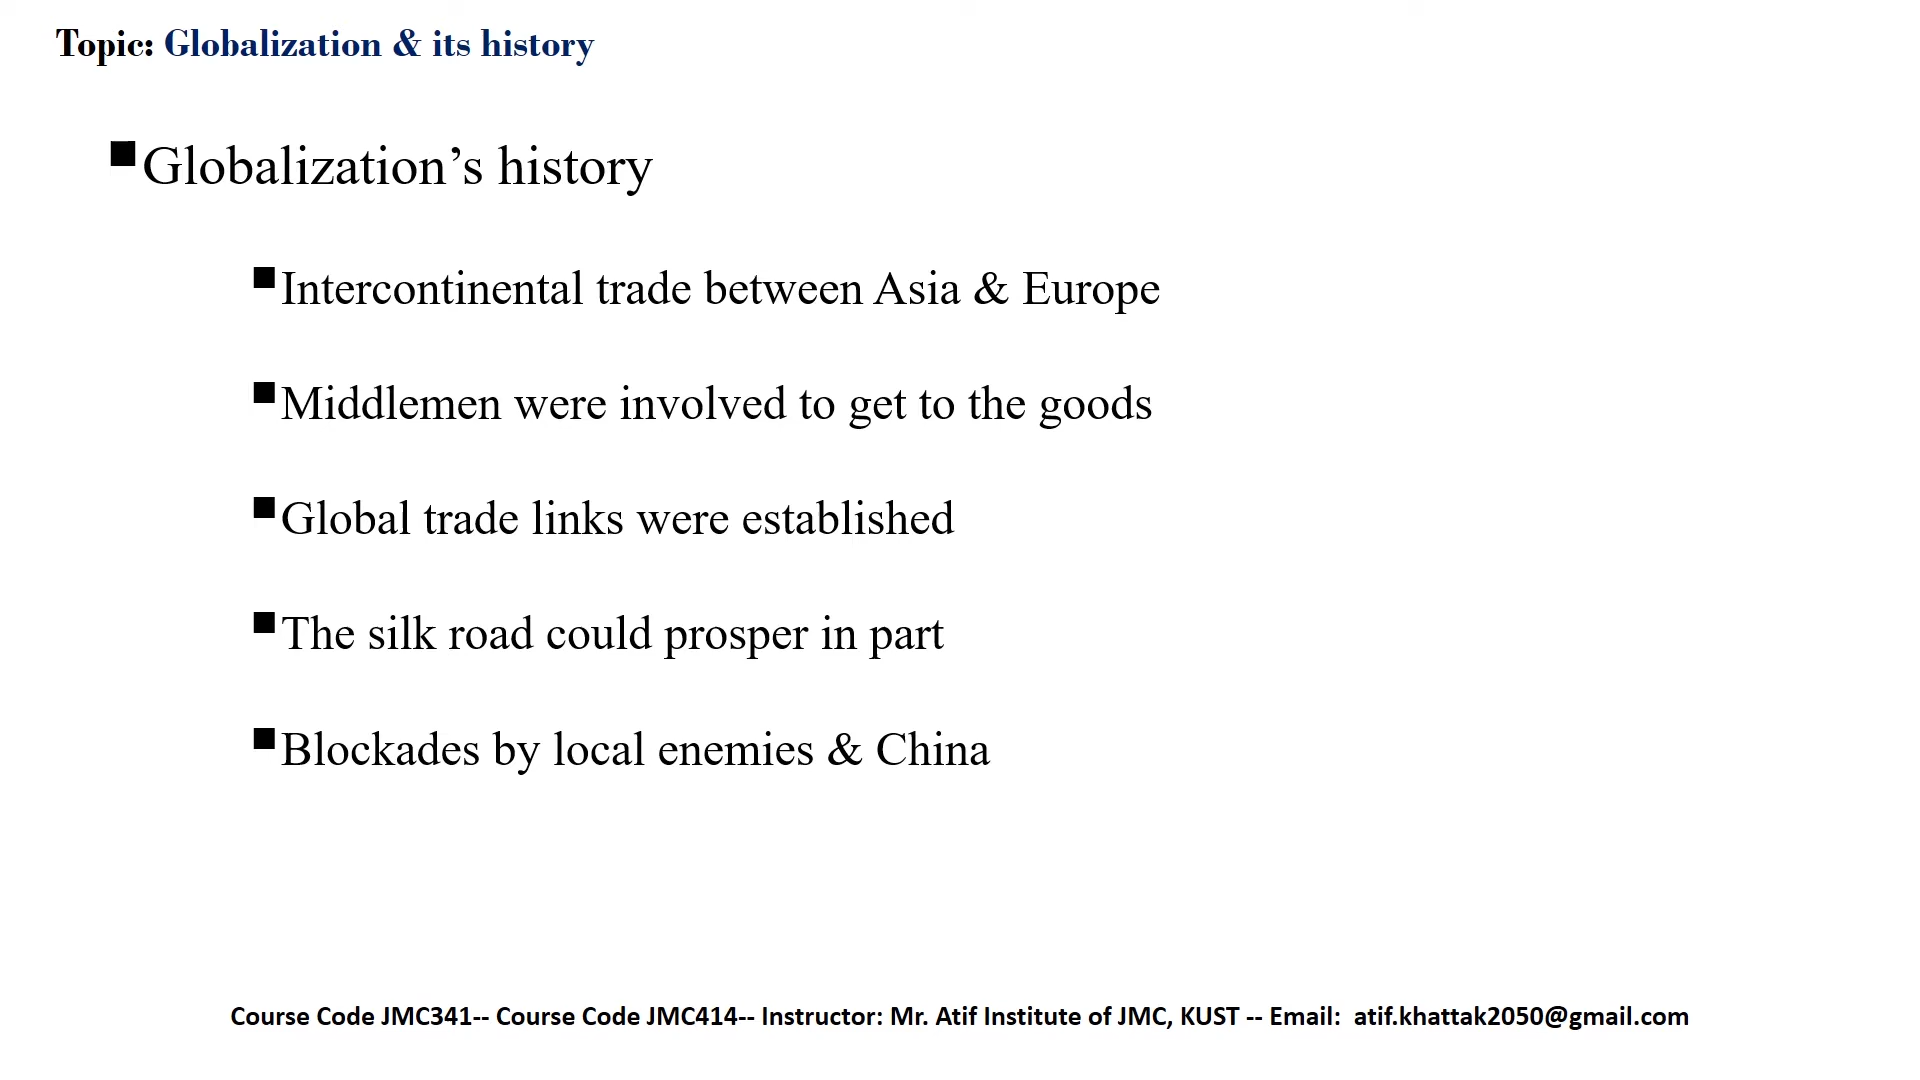 Topic: Globalization & its history
■Globalization’s history
■Intercontinental trade between Asia & Europe
■Middlemen were involved to get to the goods
■Global trade links were established
■The silk road could prosper in part
■Blockades by local enemies & China
Course Code JMC341-- Course Code JMC414-- Instructor: Mr. Atif Institute of JMC, KUST -- Email: atif.khattak2050@gmail.com